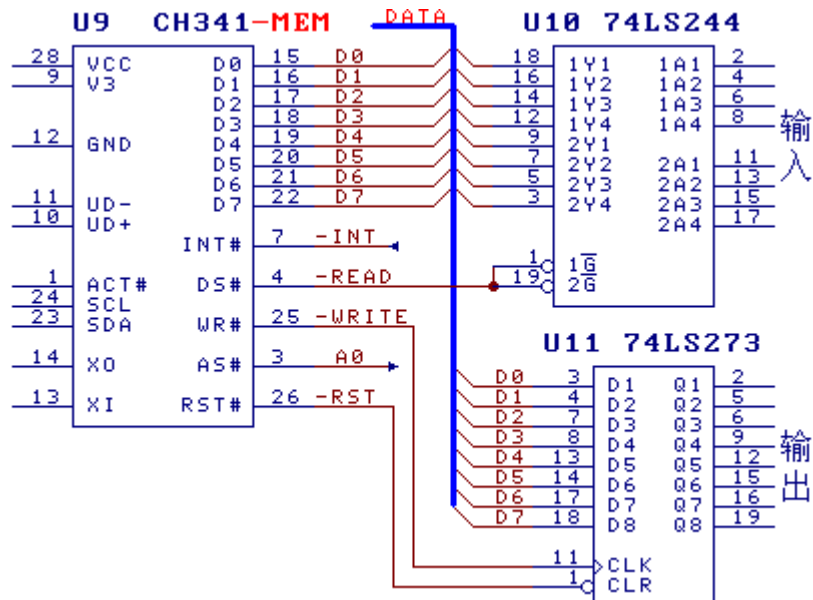 U9 CH341-MEM
DATA
U10 74LS244
28 VCC D0 15 D0
9 V3 D1 16 D1
D2 17 D2
D3 18 D3
12 GND D4 19 D4
D5 20 D5
D6 21 D6
11 UD- D7 22 D7
10 UD+
INT# 7 -INT
1 ACT# DS# 4 -READ
24 SCL
23 SDA WR# 25 -WRITE
14 XO AS# 3 A0
13 XI RST# 26 -RST
18 1Y1 1A1 2
16 1Y2 1A2 4
14 1Y3 1A3 6
12 1Y4 1A4 8
9 2Y1
7 2Y2 2A1 11
5 2Y3 2A2 13
3 2Y4 2A3 15
2A4 17
1 1G
19 2G
输入
U11 74LS273
D0 3 D1 Q1 2
D1 4 D2 Q2 5
D2 7 D3 Q3 6
D3 8 D4 Q4 9
D4 13 D5 Q5 12
D5 14 D6 Q6 15
D6 17 D7 Q7 16
D7 18 D8 Q8 19
11 CLK
1 CLR
输出